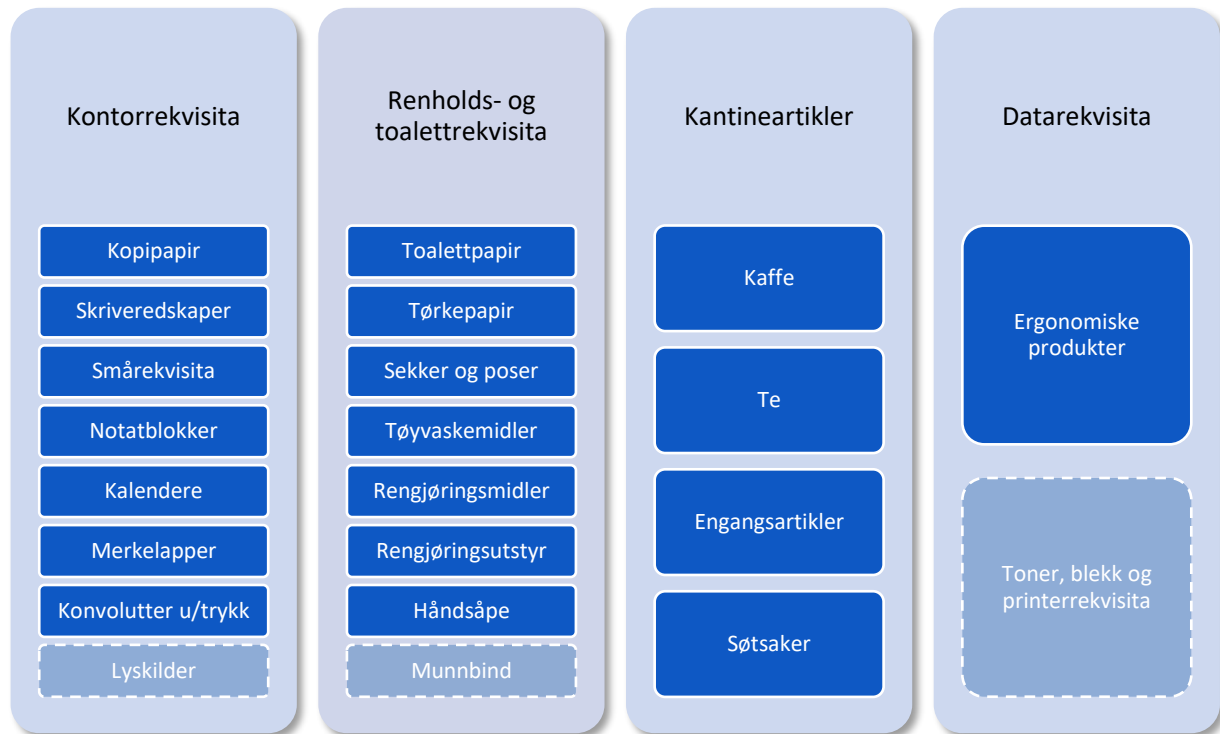 Kontorrekvisita
Kopipapir
Skriveredskaper
Smårekvisita
Notatblokker
Kalendere
Merkelapper
Konvolutter u/trykk
Lyskilder
Renholds- og
toalettrekvisita
Toalettpapir
Tørkepapir
Sekker og poser
Tøyvaskemidler
Rengjøringsmidler
Rengjøringsutstyr
Håndsåpe
Munnbind
Kantineartikler
Kaffe
Te
Engangsartikler
Søtsaker
Datarekvisita
Ergonomiske
produkter
Toner, blekk og
printerrekvisita